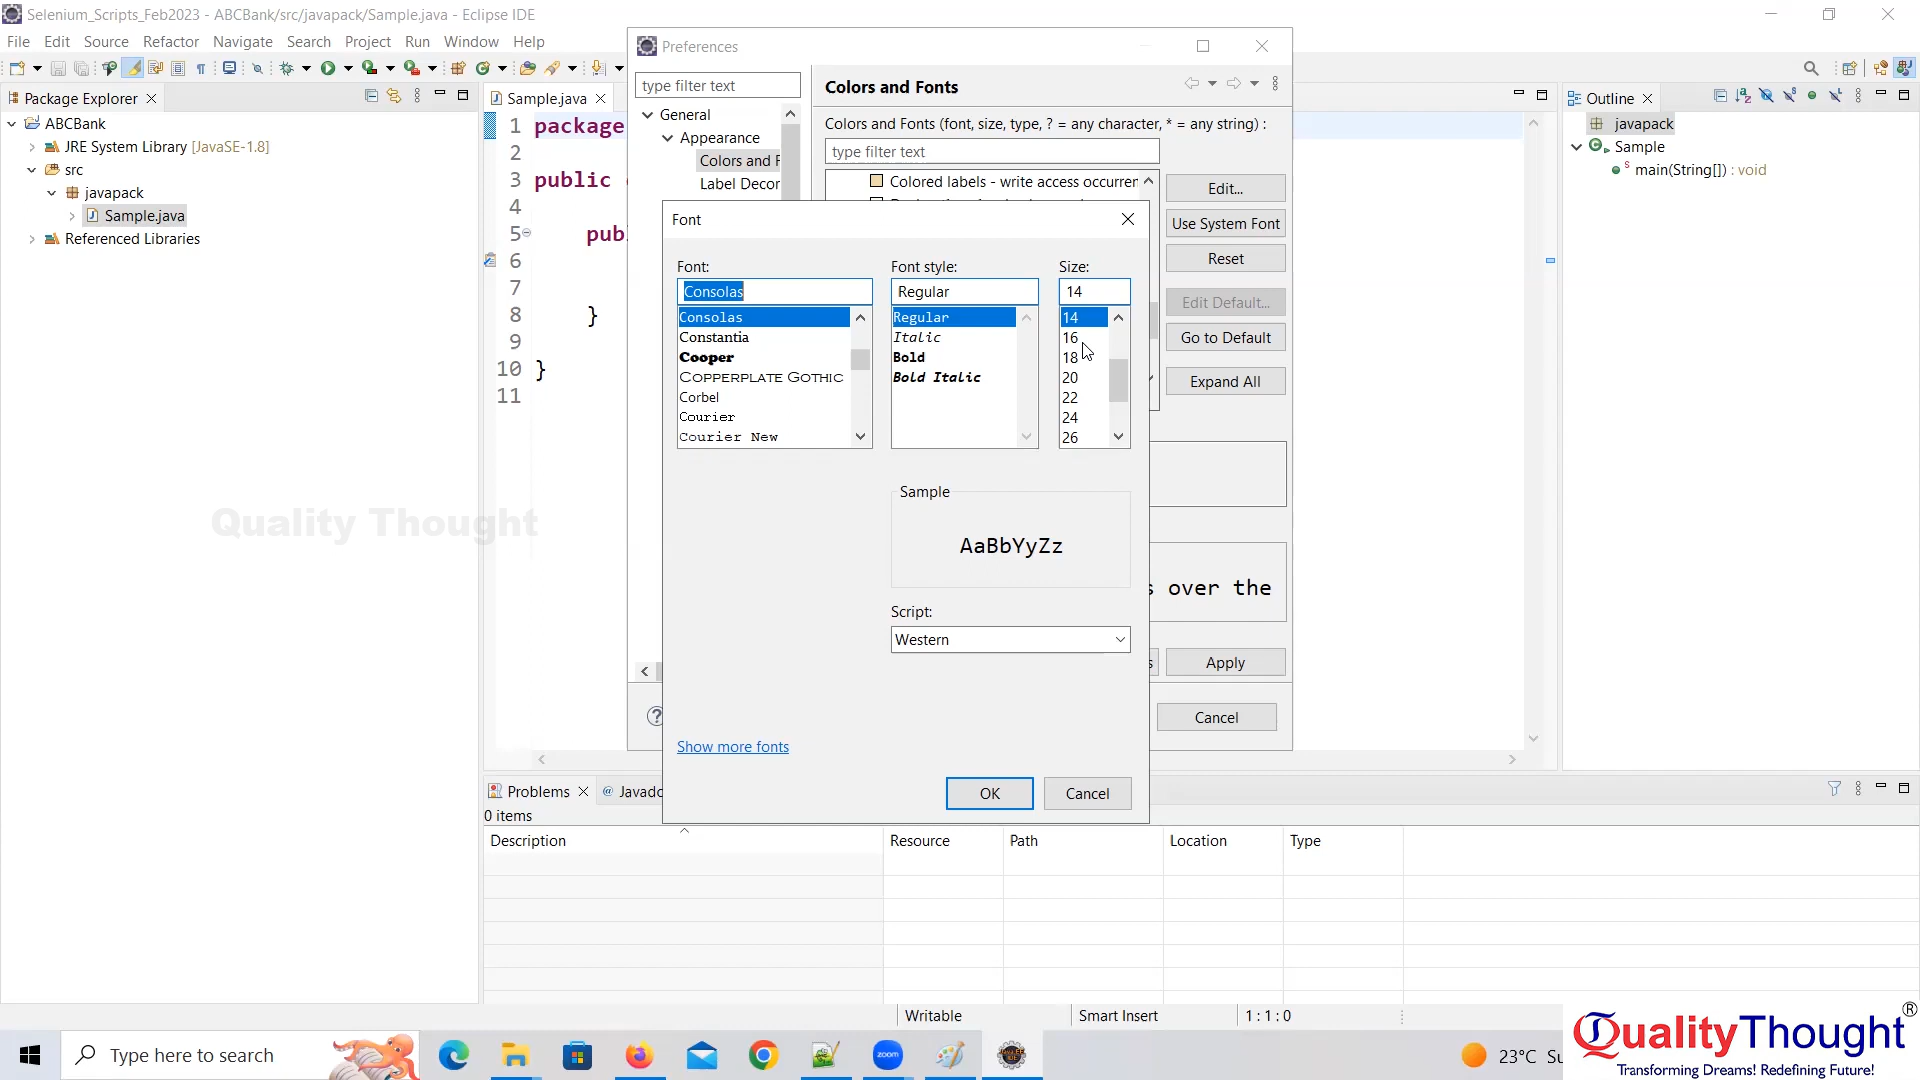 Selenium_Scripts_Feb2023 - ABCBank/src/javapack/Sample.java - Eclipse IDE
File Edit Source Refactor Navigate Search Project Run Window Help
Package Explorer
ABCBank
JRE System Library [JavaSE-1.8]
src
javapack
Sample.java
Referenced Libraries
Quality Thought
Sample.java
1 package
2
3 public
4
5
6
7
8 }
9
10 }
11
Preferences
type filter text
General
Appearance
Colors and F
Label Decor
Colors and Fonts
Colors and Fonts (font, size, type, ? = any character, * = any string) :
type filter text
Colored labels - write access occurren
Edit...
Use System Font
Reset
Edit Default...
Go to Default
Expand All
over the
Apply
Cancel
Font
Font:
Consolas
Consolas
Constantia
Cooper
Copperplate Gothic
Corbel
Courier
Courier New
Font style:
Regular
Regular
Italic
Bold
Bold Italic
Size:
14
14
16
18
20
22
24
26
Sample
AaBbYyZz
Script:
Western
Show more fonts
OK
Cancel
Outline
javapack
Sample
main(String[]) : void
Problems
0 items
Description Resource Path Location Type
Writable Smart Insert 1 : 1 : 0
Type here to search
zoom
23°C
QualityThought®
Transforming Dreams! Redefining Future!